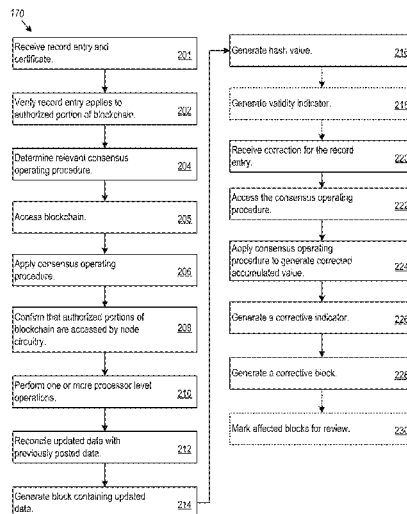 170
Receive record entry and
certificate. 201
Verify record entry applies to
authorized portion of blockchain. 202
Determine relevant consensus
operating procedure. 204
Access blockchain. 205
Apply consensus operating
procedure. 206
Confirm that authorized portions of
blockchain are accessed by node
circuitry. 208
Perform one or more processor level
operations. 210
Reconcile updated data with
previously posted data. 212
Generate block containing updated
data. 214
Generate hash value. 216
Generate validity indicator. 218
Receive correction for the record
entry. 220
Access the consensus operating
procedure. 222
Apply consensus operating
procedure to generate corrected
accumulated value. 224
Generate a corrective indicator. 226
Generate a corrective block. 228
Mark affected blocks for review. 230